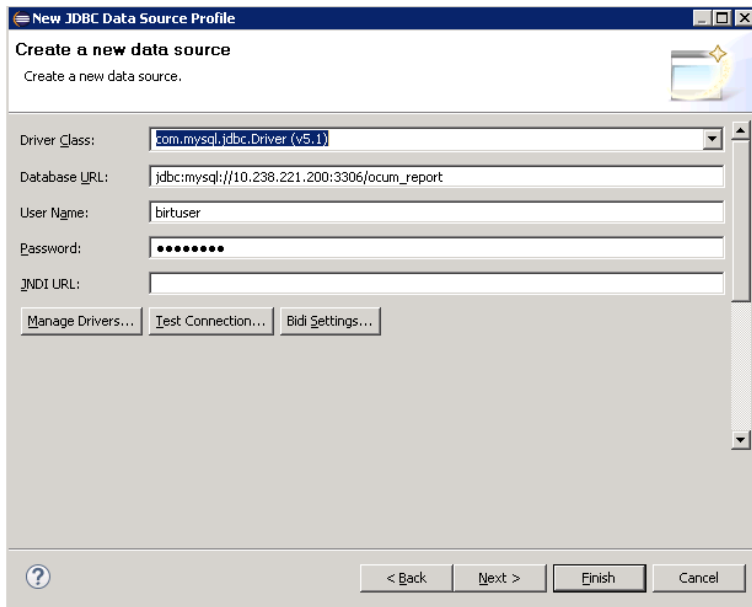 New JDBC Data Source Profile
Create a new data source
Create a new data source.
Driver Class: com.mysql.jdbc.Driver (v5.1)
Database URL: jdbc:mysql://10.238.221.200:3306/ocum_report
User Name: birtuser
Password: ●●●●●●●●
JNDI URL:
Manage Drivers... Test Connection... Bidi Settings...
? < Back Next > Finish Cancel